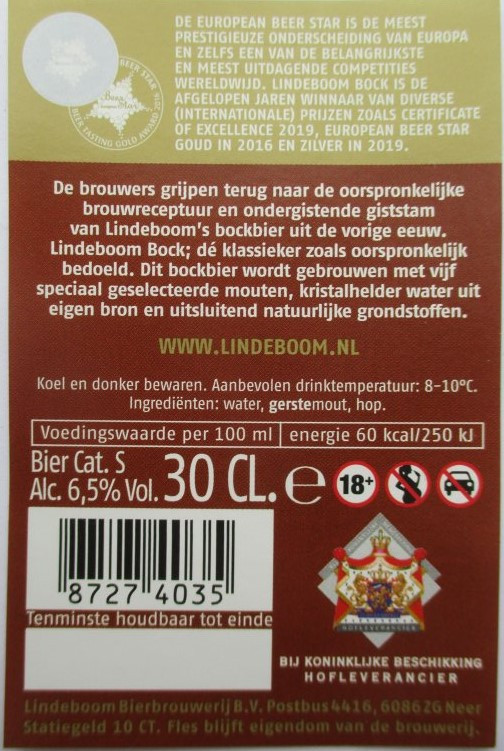 DE EUROPEAN BEER STAR IS DE MEEST
PRESTIGIEUZE ONDERSCHEIDING VAN EUROPA
EN ZELFS EEN VAN DE BELANGRIJKSTE
EN MEEST UITDAGENDE COMPETITIES
WERELDWIJD. LINDEBOOM BOCK IS DE
AFGELOPEN JAREN WINNAAR VAN DIVERSE
(INTERNATIONALE) PRIJZEN ZOALS CERTIFICATE
OF EXCELLENCE 2019, EUROPEAN BEER STAR
GOUD IN 2016 EN ZILVER IN 2019.
De brouwers grijpen terug naar de oorspronkelijke
brouwreceptuur en ondergistende giststam
van Lindeboom's bockbier uit de vorige eeuw.
Lindeboom Bock; dé klassieker zoals oorspronkelijk
bedoeld. Dit bockbier wordt gebrouwen met vijf
speciaal geselecteerde mouten, kristalhelder water uit
eigen bron en uitsluitend natuurlijke grondstoffen.
WWW.LINDEBOOM.NL
Koel en donker bewaren. Aanbevolen drinktemperatuur: 8-10°C.
Ingrediënten: water, gerstemout, hop.
Voedingswaarde per 100 ml energie 60 kcal/250 kJ
Bier Cat. S
Alc. 6,5% Vol. 30 CL. e 18+
8727 4035
Tenminste houdbaar tot einde
HOFLEVERANCIER
BIJ KONINKLIJKE BESCHIKKING
HOFLEVERANCIER
Lindeboom Bierbrouwerij B.V. Postbus 4416, 6086 ZG Neer
Statiegeld 10 CT. Fles blijft eigendom van de brouwerij.